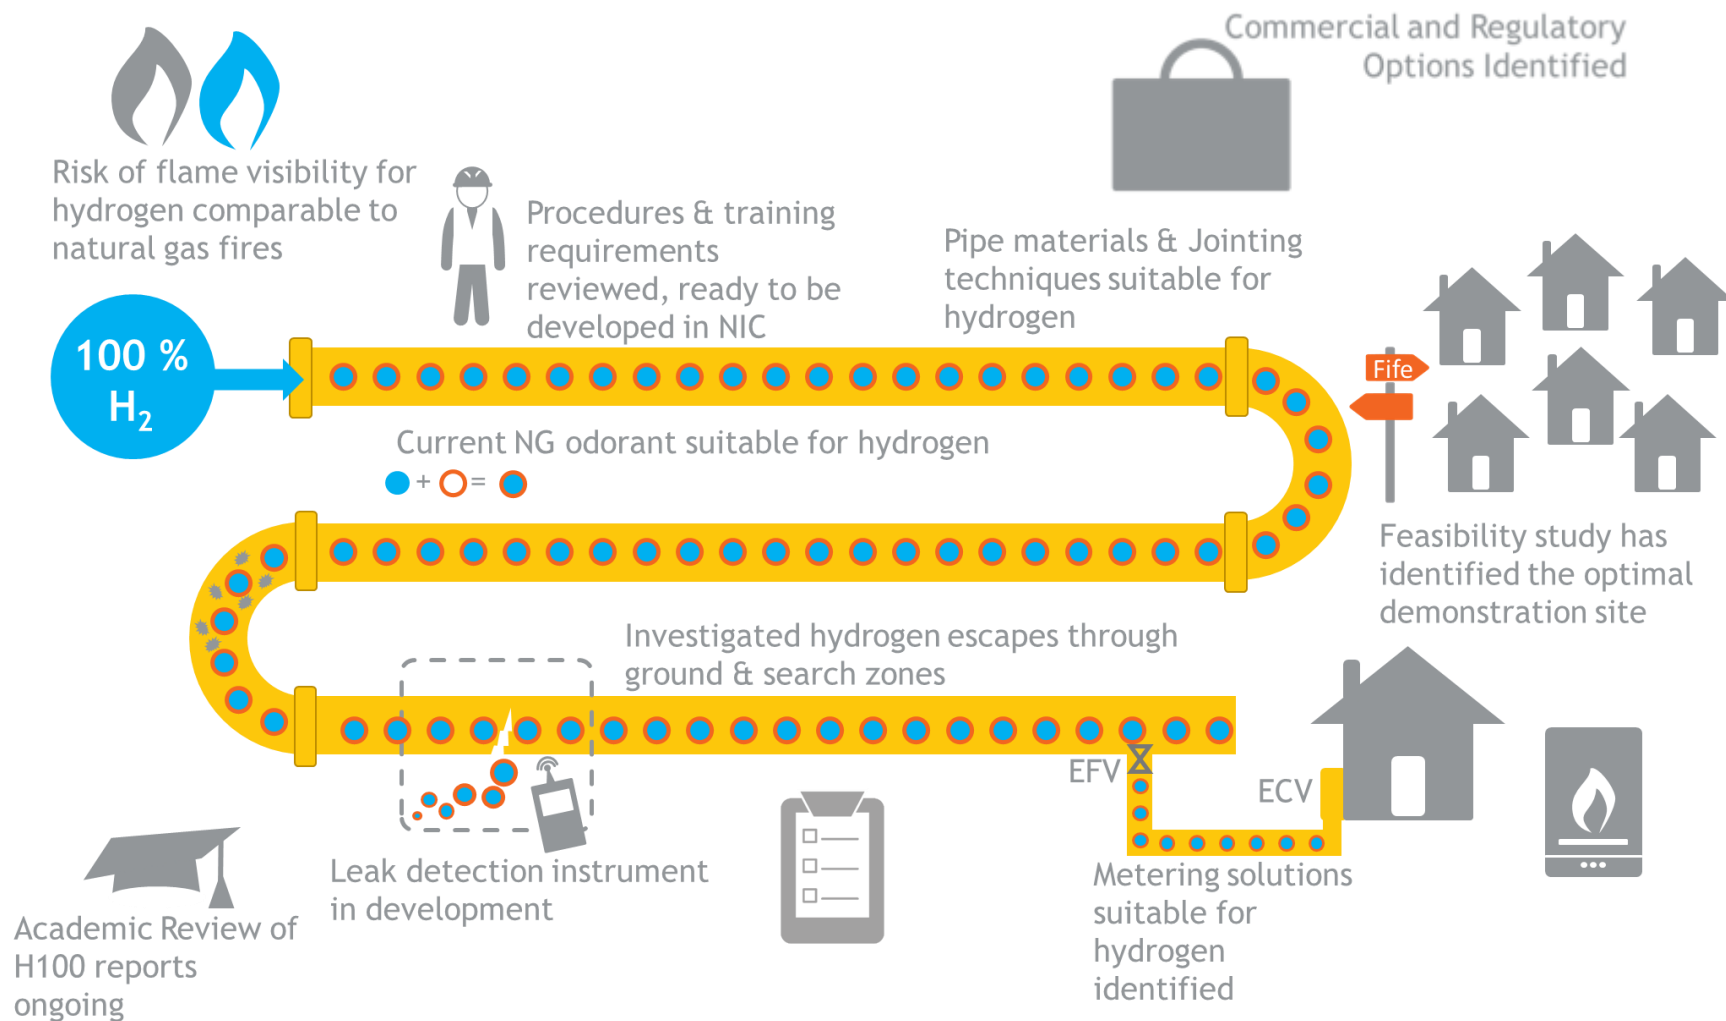 Commercial and Regulatory
Options Identified
Risk of flame visibility for
hydrogen comparable to
natural gas fires
Procedures & training
requirements
reviewed, ready to be
developed in NIC
Pipe materials & Jointing
techniques suitable for
hydrogen
100 %
H₂
Fife
Current NG odorant suitable for hydrogen
+ =
Feasibility study has
identified the optimal
demonstration site
Investigated hydrogen escapes through
ground & search zones
EFV
ECV
Leak detection instrument
in development
Metering solutions
suitable for
hydrogen
identified
Academic Review of
H100 reports
ongoing